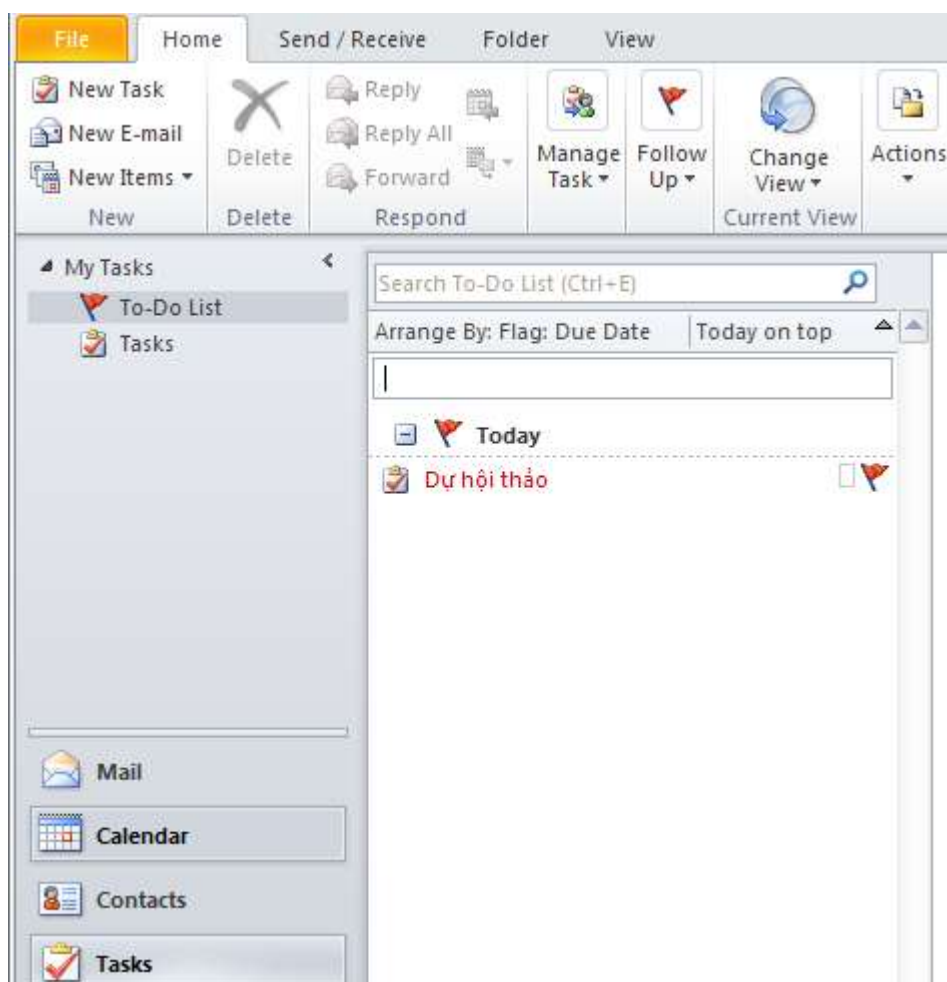 File Home Send / Receive Folder View
New Task
New E-mail
New Items
New
Delete
Delete
Reply
Reply All
Forward
Respond
Manage
Task
Follow
Up
Change
View
Current View
Actions
My Tasks
To-Do List
Tasks
Search To-Do List (Ctrl+E)
Arrange By: Flag: Due Date Today on top
Today
Dự hội thảo
Mail
Calendar
Contacts
Tasks